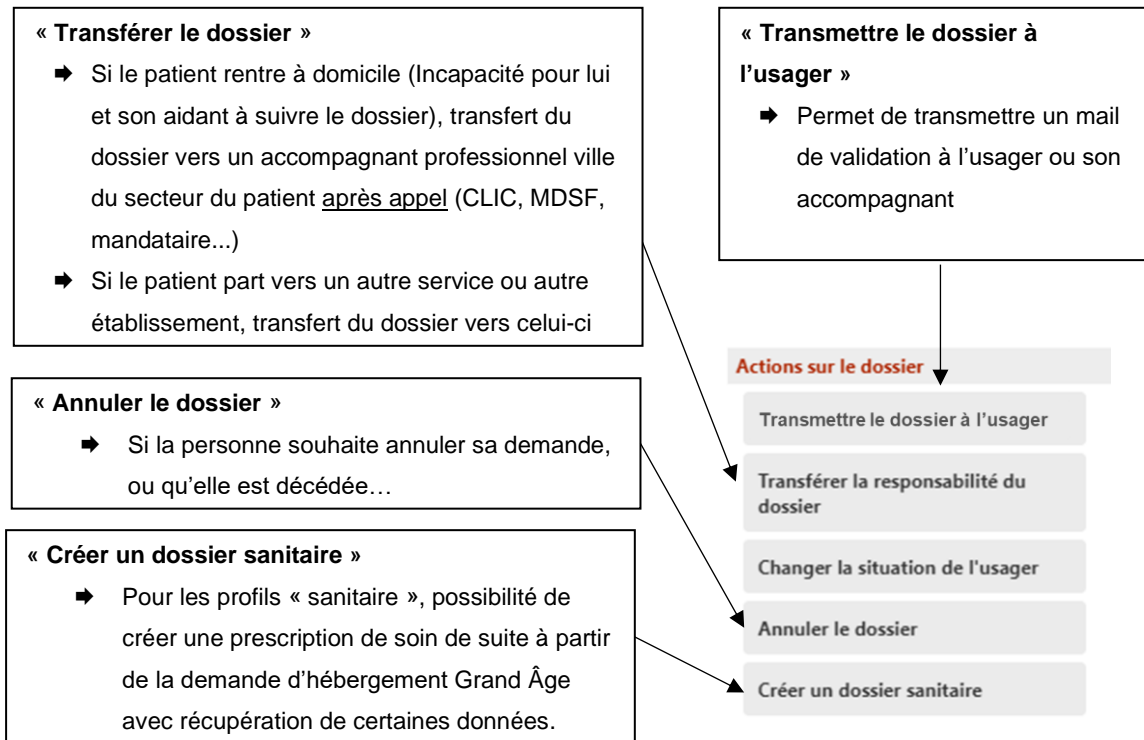 « Transférer le dossier »
➔ Si le patient rentre à domicile (Incapacité pour lui
et son aidant à suivre le dossier), transfert du
dossier vers un accompagnant professionnel ville
du secteur du patient après appel (CLIC, MDSF,
mandataire...)
➔ Si le patient part vers un autre service ou autre
établissement, transfert du dossier vers celui-ci
« Transmettre le dossier à
l’usager »
➔ Permet de transmettre un mail
de validation à l’usager ou son
accompagnant
« Annuler le dossier »
➔ Si la personne souhaite annuler sa demande,
ou qu’elle est décédée…
« Créer un dossier sanitaire »
➔ Pour les profils « sanitaire », possibilité de
créer une prescription de soin de suite à partir
de la demande d’hébergement Grand Âge
avec récupération de certaines données.
Actions sur le dossier
Transmettre le dossier à l’usager
Transférer la responsabilité du
dossier
Changer la situation de l'usager
Annuler le dossier
Créer un dossier sanitaire